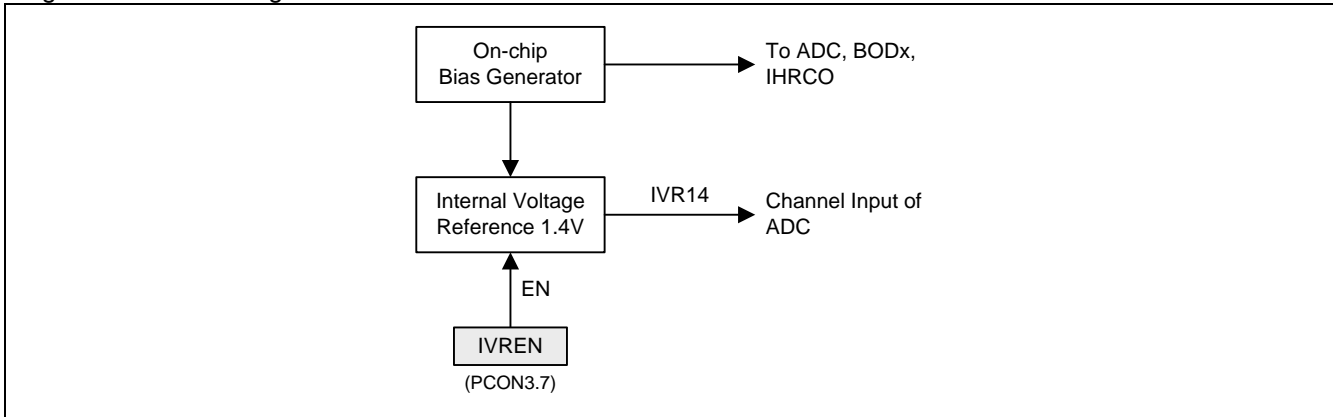 On-chip
Bias Generator
To ADC, BODx,
IHRCO
Internal Voltage
Reference 1.4V
IVR14
Channel Input of
ADC
EN
IVREN
(PCON3.7)